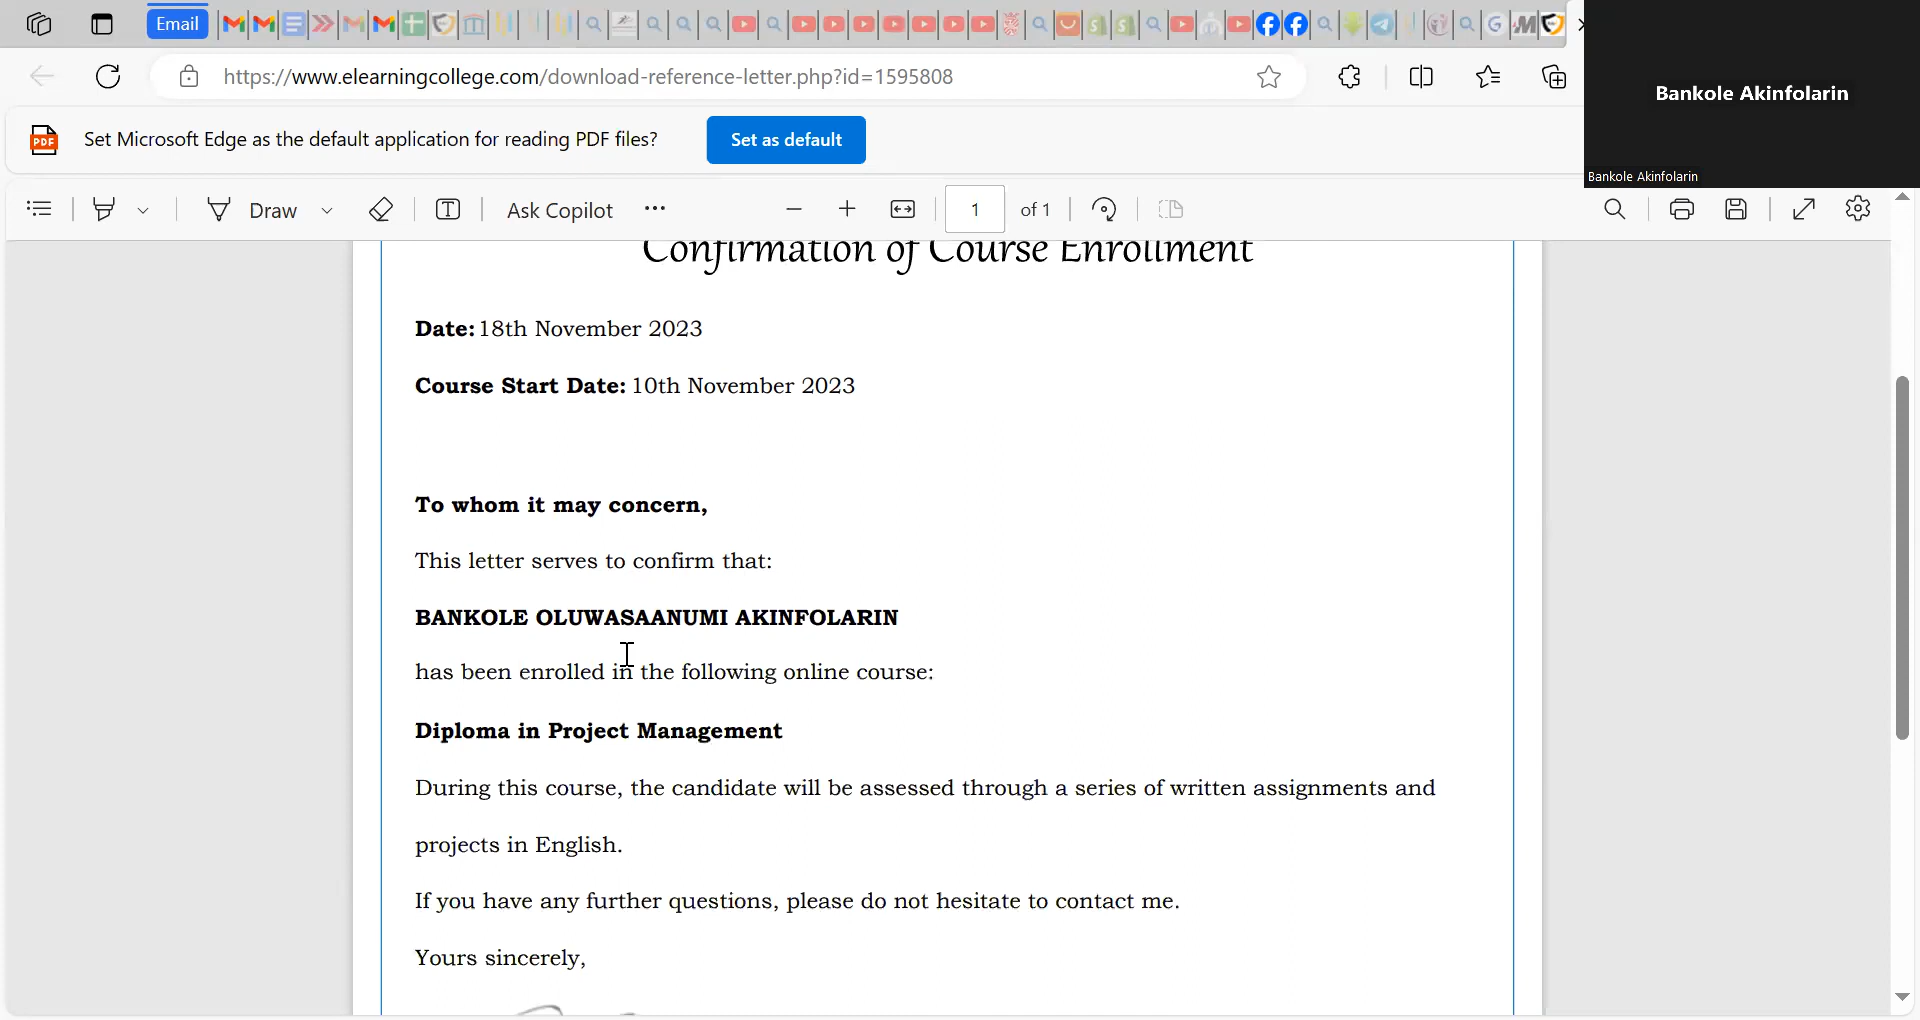 Email
https://www.elearningcollege.com/download-reference-letter.php?id=1595808
Bankole Akinfolarin
Bankole Akinfolarin
PDF
Set Microsoft Edge as the default application for reading PDF files?
Set as default
Draw
Ask Copilot
1
of 1
Confirmation of Course Enrollment
Date: 18th November 2023
Course Start Date: 10th November 2023
To whom it may concern,
This letter serves to confirm that:
BANKOLE OLUWASAANUMI AKINFOLARIN
has been enrolled in the following online course:
Diploma in Project Management
During this course, the candidate will be assessed through a series of written assignments and
projects in English.
If you have any further questions, please do not hesitate to contact me.
Yours sincerely,